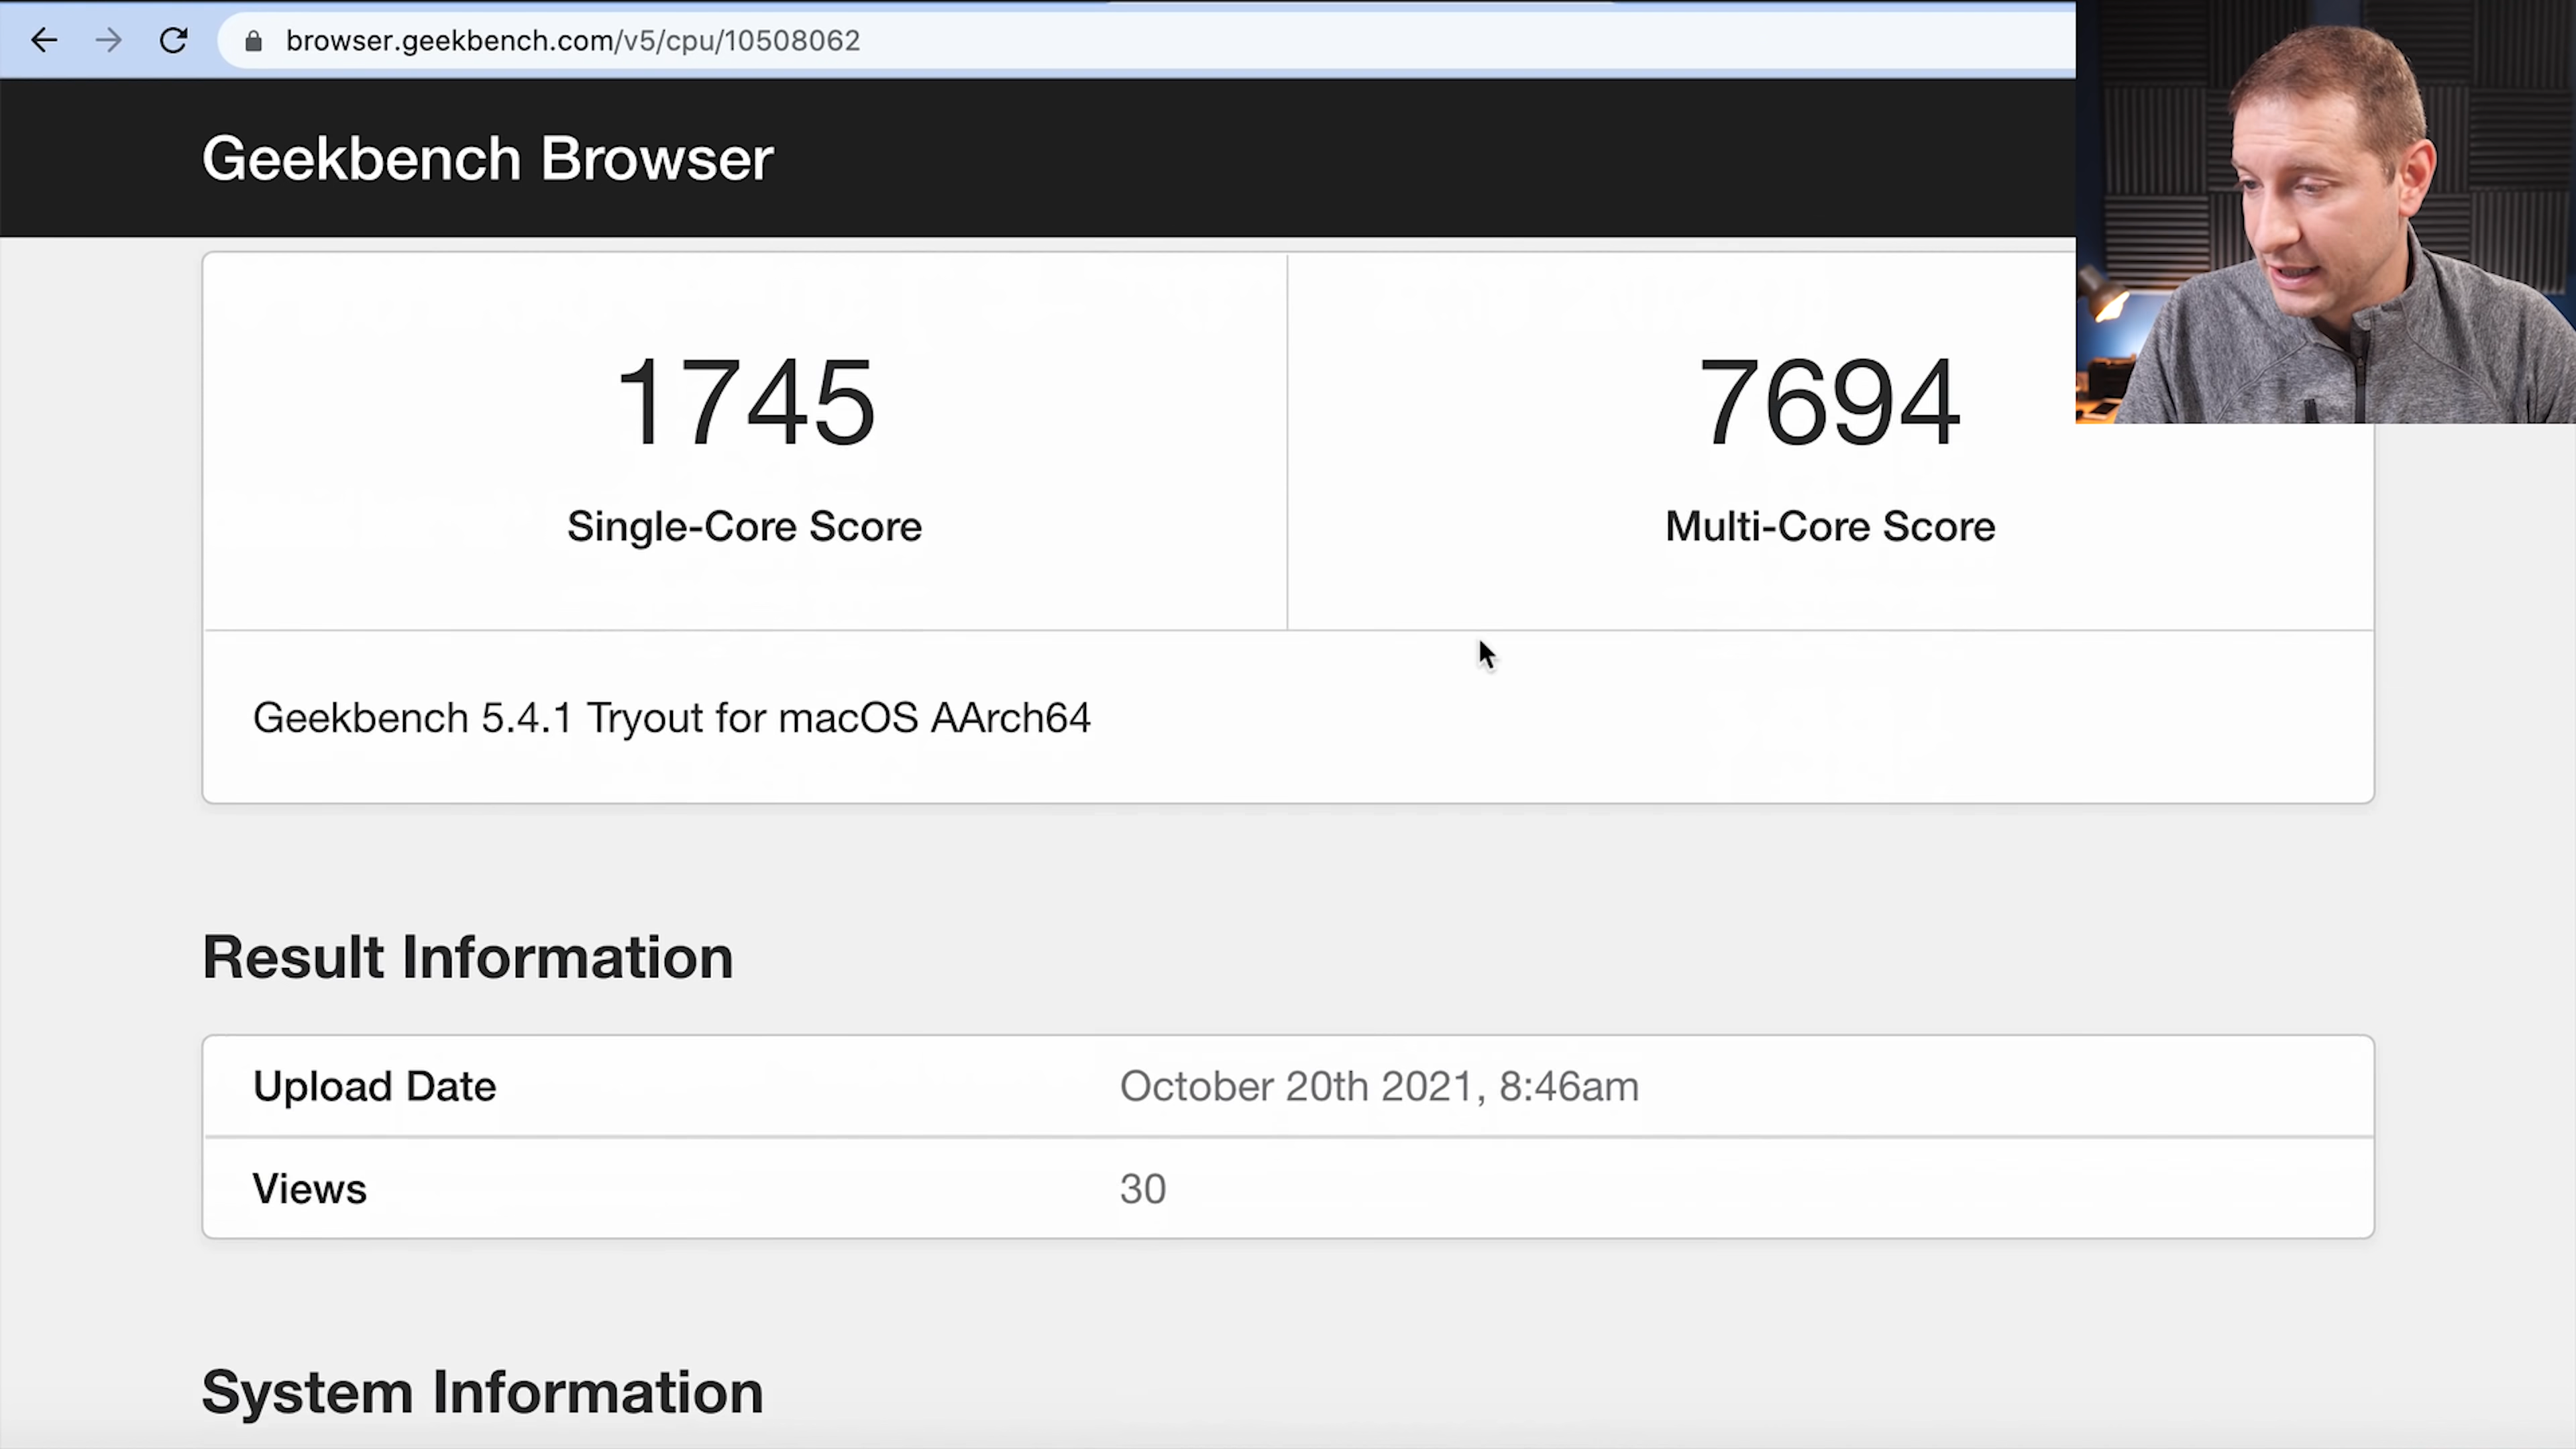 browser.geekbench.com/v5/cpu/10508062
Geekbench Browser
1745
Single-Core Score
7694
Multi-Core Score
Geekbench 5.4.1 Tryout for macOS AArch64
Result Information
Upload Date
October 20th 2021, 8:46am
Views
30
System Information